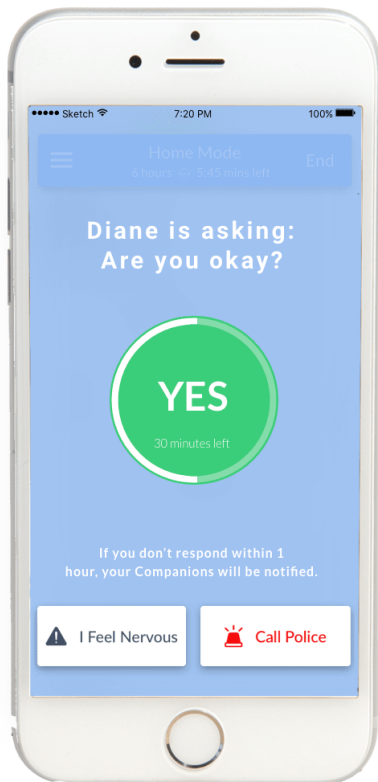 Sketch 7:20 PM 100%
Home Mode
6 hours 5:45 mins left
End
Diane is asking:
Are you okay?
YES
30 minutes left
If you don't respond within 1
hour, your Companions will be notified.
I Feel Nervous
Call Police